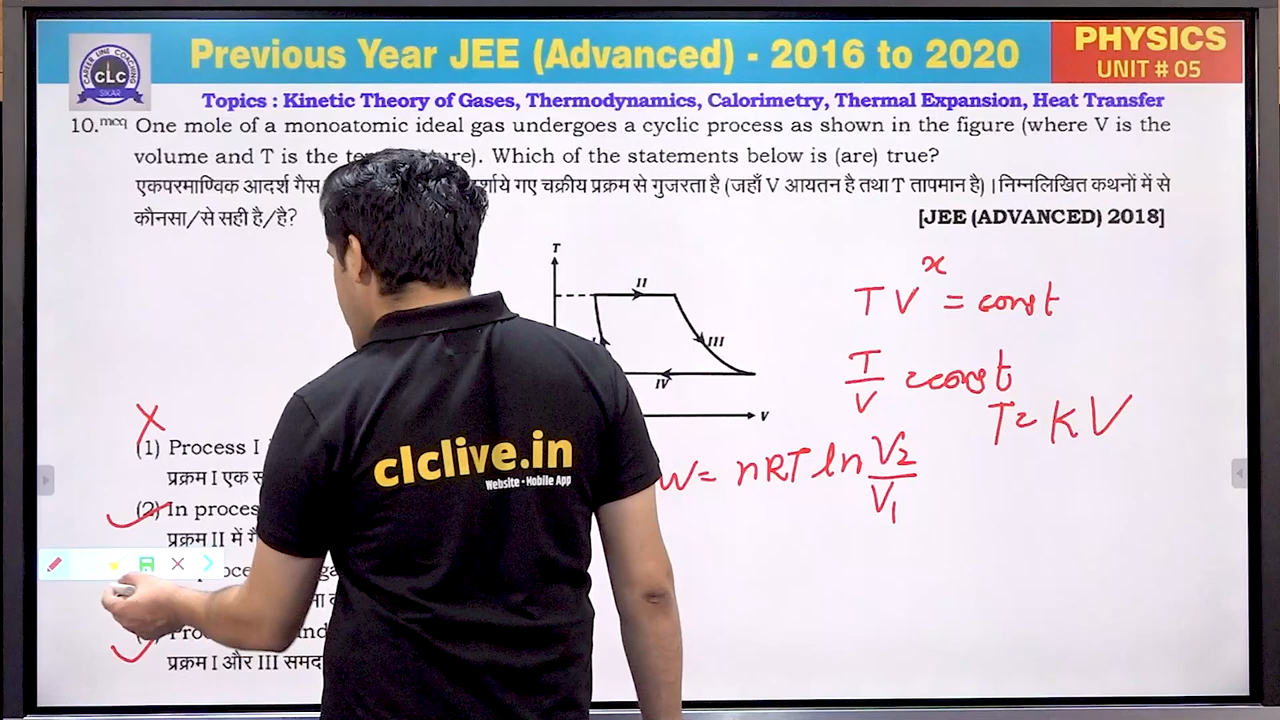 CAREER LINE COACHING
CLC
SIKAR
Previous Year JEE (Advanced) - 2016 to 2020
PHYSICS
UNIT # 05
Topics : Kinetic Theory of Gases, Thermodynamics, Calorimetry, Thermal Expansion, Heat Transfer
10.mcq One mole of a monoatomic ideal gas undergoes a cyclic process as shown in the figure (where V is the
volume and T is the). Which of the statements below is (are) true?
एकपरमाण्विक आदर्श गैस चक्रीय प्रक्रम से गुजरता है (जहाँ V आयतन है तथा T तापमान है) । निम्नलिखित कथनों में से
कौनसा/से सही है/है?
[JEE (ADVANCED) 2018]
T
II
III
IV
V
TV^x = const
T/V = const
T = KV
W = nRT ln V2/V1
(1) Process I
प्रक्रम I एक
(2) In
प्रक्रम II में
प्रक्रम I और III
clclive.in
Website • Mobile App